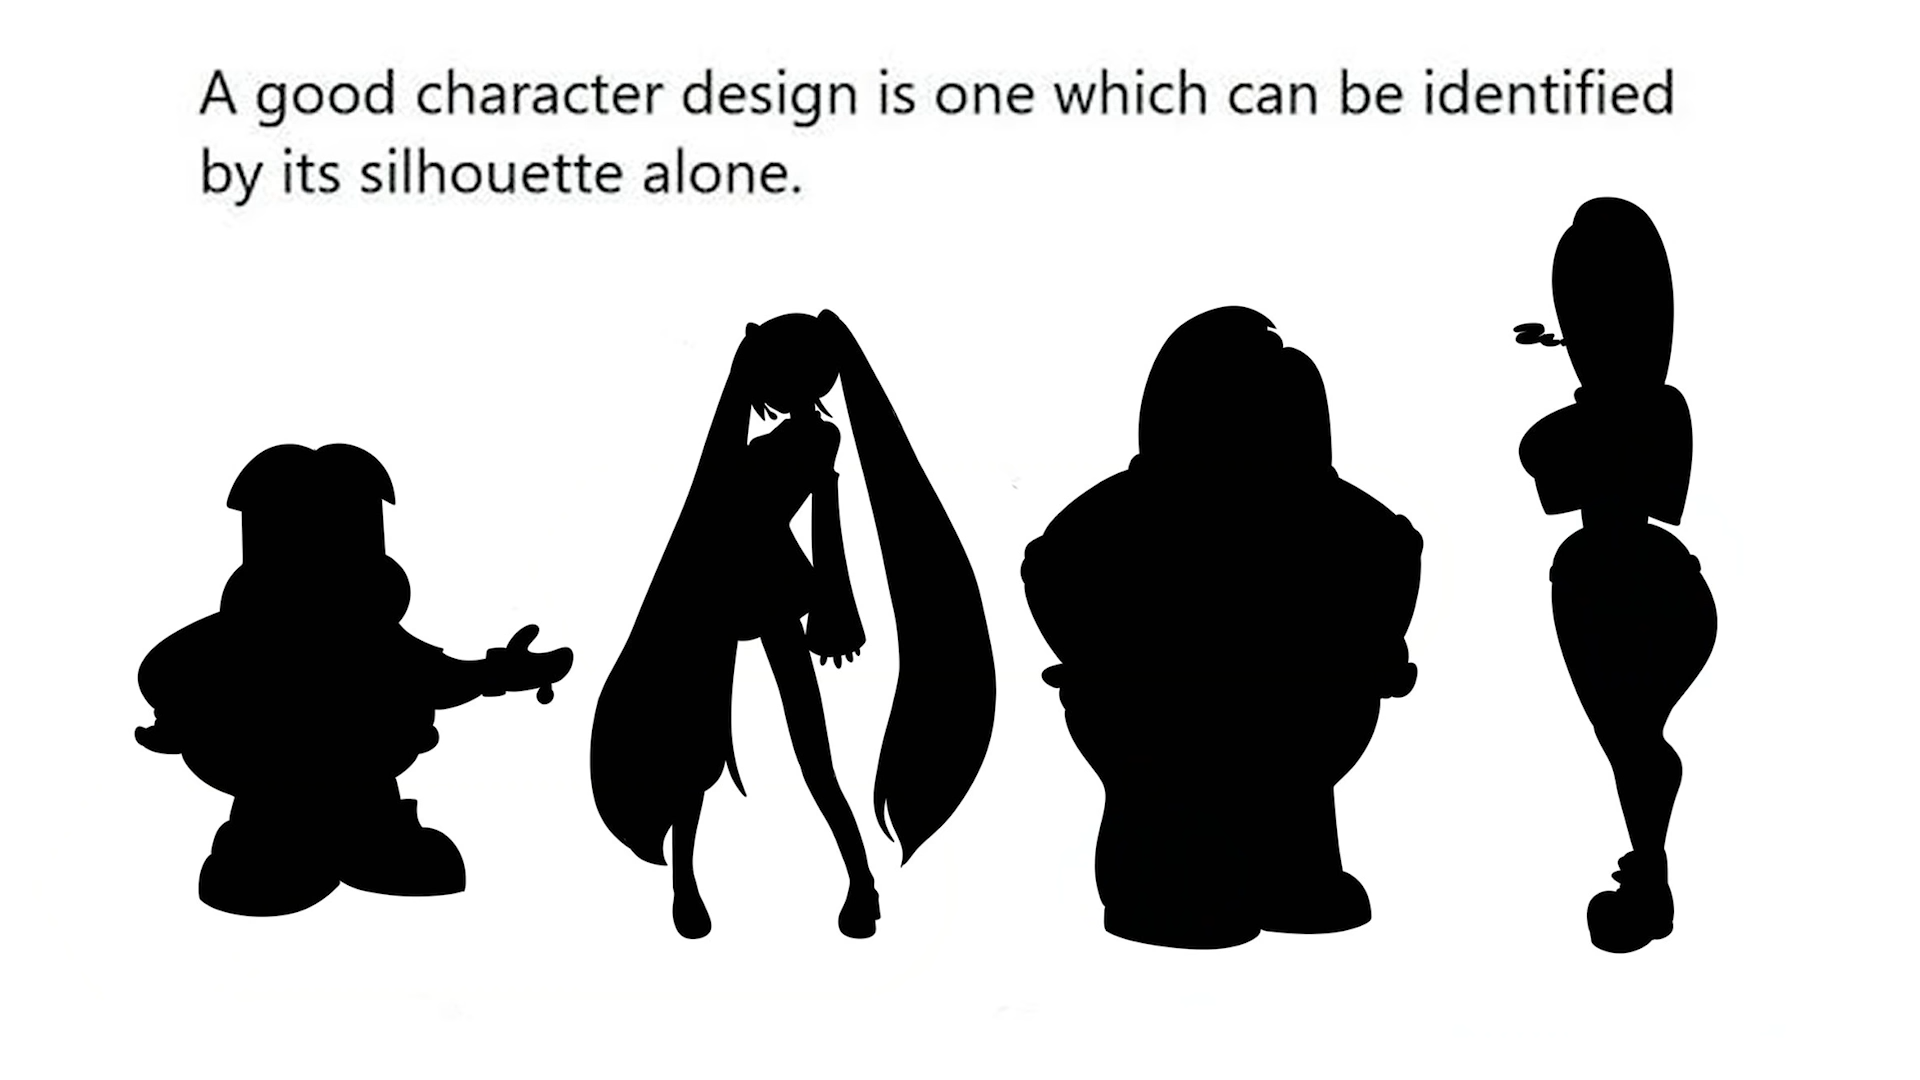 A good character design is one which can be identified
by its silhouette alone.